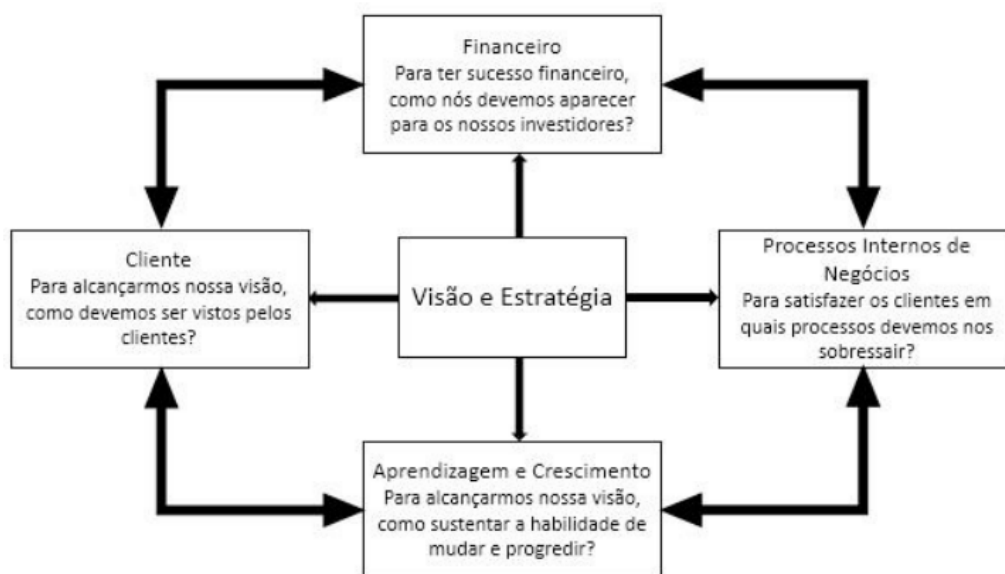 Financeiro
Para ter sucesso financeiro,
como nós devemos aparecer
para os nossos investidores?
Cliente
Para alcançarmos nossa visão,
como devemos ser vistos pelos
clientes?
Visão e Estratégia
Processos Internos de
Negócios
Para satisfazer os clientes em
quais processos devemos nos
sobressair?
Aprendizagem e Crescimento
Para alcançarmos nossa visão,
como sustentar a habilidade de
mudar e progredir?